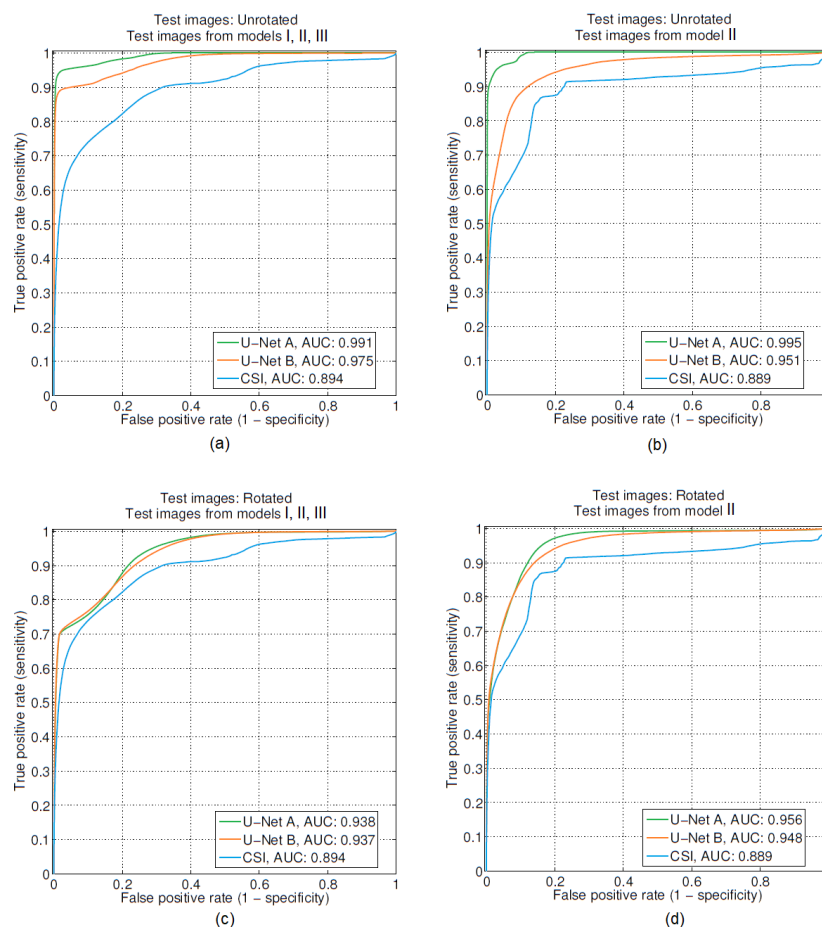 Test images: Unrotated
Test images from models I, II, III
True positive rate (sensitivity)
1
0.9
0.8
0.7
0.6
0.5
0.4
0.3
0.2
0.1
0
U-Net A, AUC: 0.991
U-Net B, AUC: 0.975
CSI, AUC: 0.894
0 0.2 0.4 0.6 0.8 1
False positive rate (1 - specificity)
(a)
Test images: Unrotated
Test images from model II
True positive rate (sensitivity)
1
0.9
0.8
0.7
0.6
0.5
0.4
0.3
0.2
0.1
0
U-Net A, AUC: 0.995
U-Net B, AUC: 0.951
CSI, AUC: 0.889
0 0.2 0.4 0.6 0.8
False positive rate (1 - specificity)
(b)
Test images: Rotated
Test images from models I, II, III
True positive rate (sensitivity)
1
0.9
0.8
0.7
0.6
0.5
0.4
0.3
0.2
0.1
0
U-Net A, AUC: 0.938
U-Net B, AUC: 0.937
CSI, AUC: 0.894
0 0.2 0.4 0.6 0.8 1
False positive rate (1 - specificity)
(c)
Test images: Rotated
Test images from model II
True positive rate (sensitivity)
1
0.9
0.8
0.7
0.6
0.5
0.4
0.3
0.2
0.1
0
U-Net A, AUC: 0.956
U-Net B, AUC: 0.948
CSI, AUC: 0.889
0 0.2 0.4 0.6 0.8
False positive rate (1 - specificity)
(d)